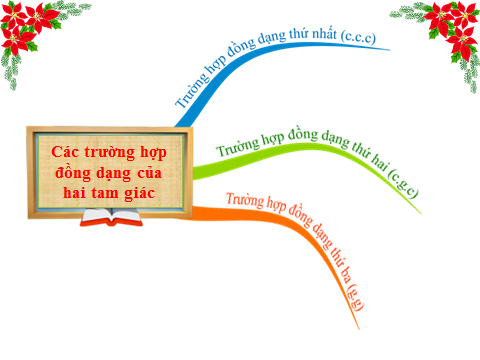 Các trường hợp
đồng dạng của
hai tam giác
Trường hợp đồng dạng thứ nhất (c.c.c)
Trường hợp đồng dạng thứ hai (c.g.c)
Trường hợp đồng dạng thứ ba (g.g)